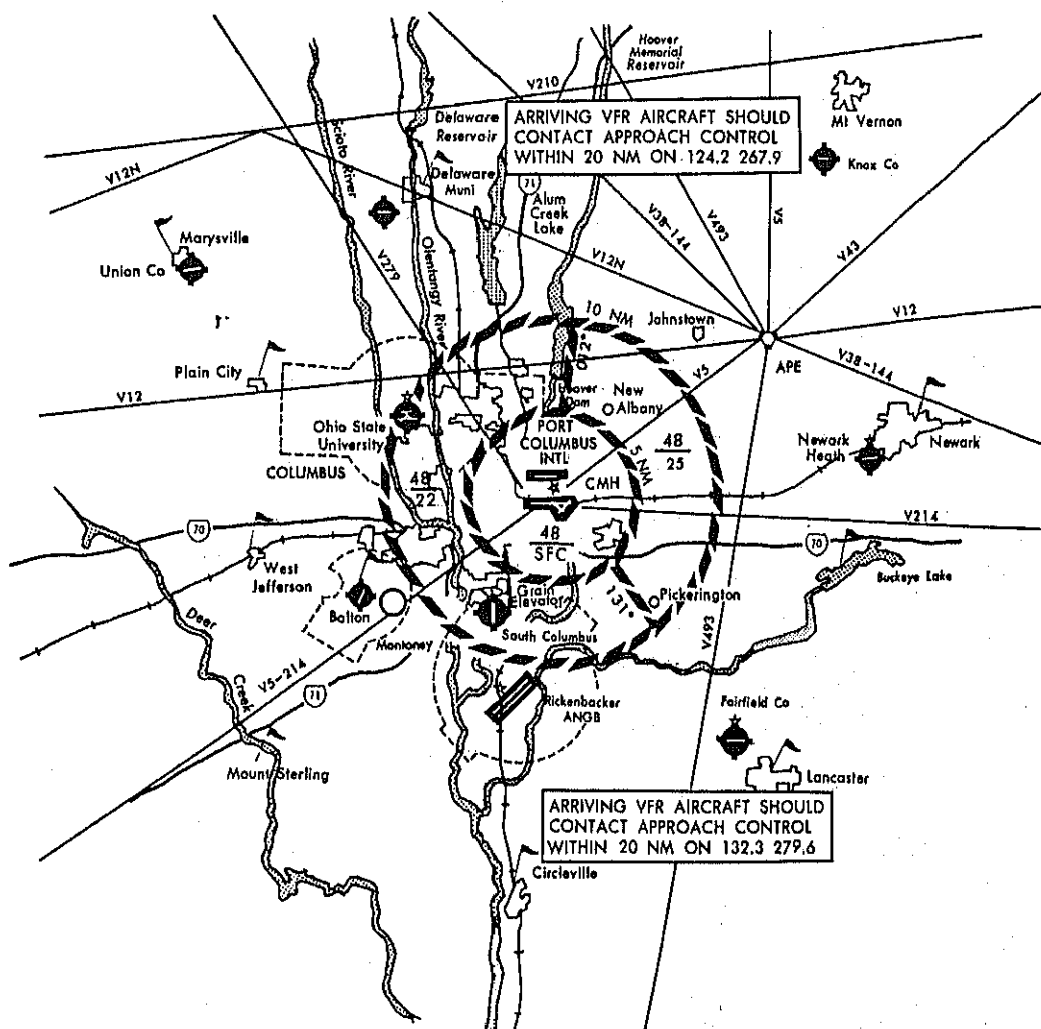 Hoover
Memorial
Reservoir
V210
Mt Vernon
Delaware
Reservoir
ARRIVING VFR AIRCRAFT SHOULD
CONTACT APPROACH CONTROL
WITHIN 20 NM ON 124.2 267.9
Scioto River
Knox Co
V12N
Delaware
Muni
71
Alum
Creek
Lake
V38-144
V493
V5
V43
Marysville
Union Co
V279
Olentangy River
V12N
10 NM
Johnstown
V12
072°
APE
V38-144
Plain City
V12
V5
Hoover
Dam
New
Albany
Ohio State
University
PORT
COLUMBUS
INTL
48
25
Newark
Heath
Newark
COLUMBUS
5 NM
48
22
CMH
V214
70
48
SFC
70
West
Jefferson
Buckeye Lake
Bolton
Grain
Elevator
131°
Pickerington
Deer
Creek
Montoney
South Columbus
V493
V5-214
71
Rickenbacker
ANGB
Fairfield Co
Mount Sterling
Lancaster
ARRIVING VFR AIRCRAFT SHOULD
CONTACT APPROACH CONTROL
WITHIN 20 NM ON 132.3 279.6
Circleville